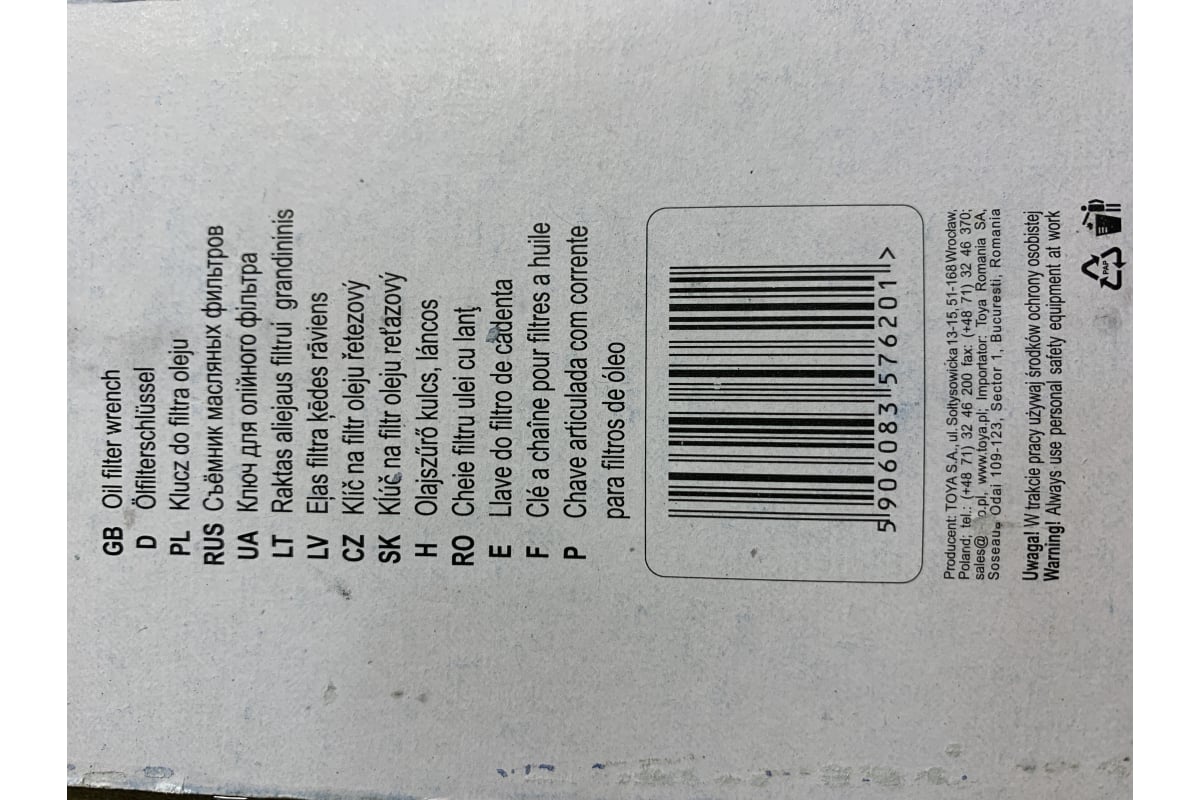 GB Oil filter wrench
D Ölfilterschlüssel
PL Klucz do filtra oleju
RUS Съёмник масляных фильтров
UA Ключ для олійного фільтра
LT Raktas aliejaus filtrui grandininis
LV Eļas filtra ķēdes rāviens
CZ Klíč na filtr oleju řetezový
SK Kľúč na filtr oleju reťazový
H Olajszűrő kulcs, láncos
RO Cheie filtru ulei cu lanţ
E Llave do filtro de cadenta
F Clé a chaîne pour filtres a huile
P Chave articulada com corrente
para filtros de óleo
5 906083 576201 >
Producent: TOYA S.A., ul. Sołtysowicka 13-15, 51-168 Wrocław,
Poland; tel.: (+48 71) 32 46 200 fax: (+48 71) 32 46 370;
www.toya.pl; Importator: Toya Romania SA,
Odai 109-123, Sector 1, Bucuresti, Romania
Uwaga! W trakcie pracy używaj środków ochrony osobistej
Warning! Always use personal safety equipment at work
PAP